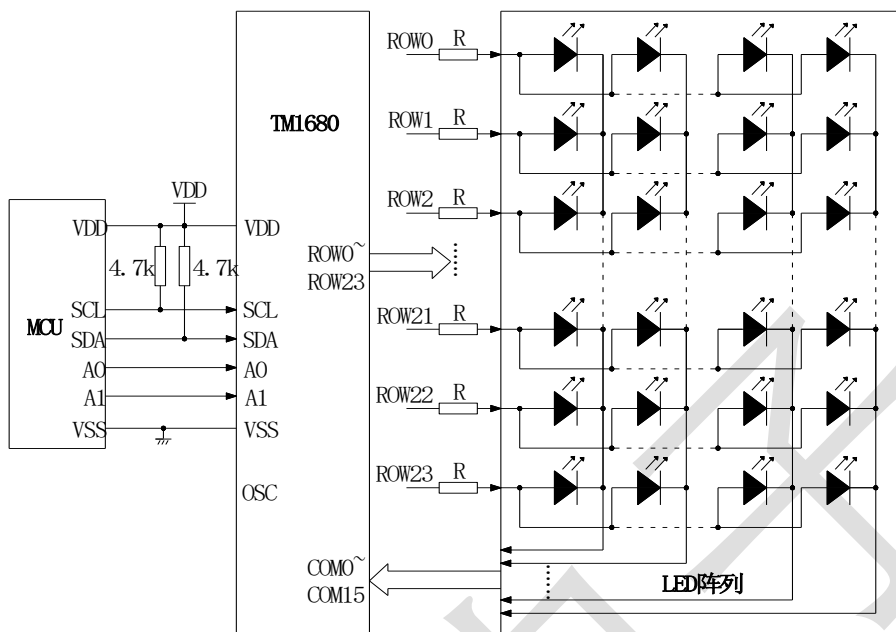 TM1680
VDD
MCU
VDD
SCL
SDA
A0
A1
VSS
4.7k
4.7k
VDD
SCL
SDA
A0
A1
VSS
OSC
ROW0~
ROW23
COM0~
COM15
ROW0 R
ROW1 R
ROW2 R
ROW21 R
ROW22 R
ROW23 R
LED阵列